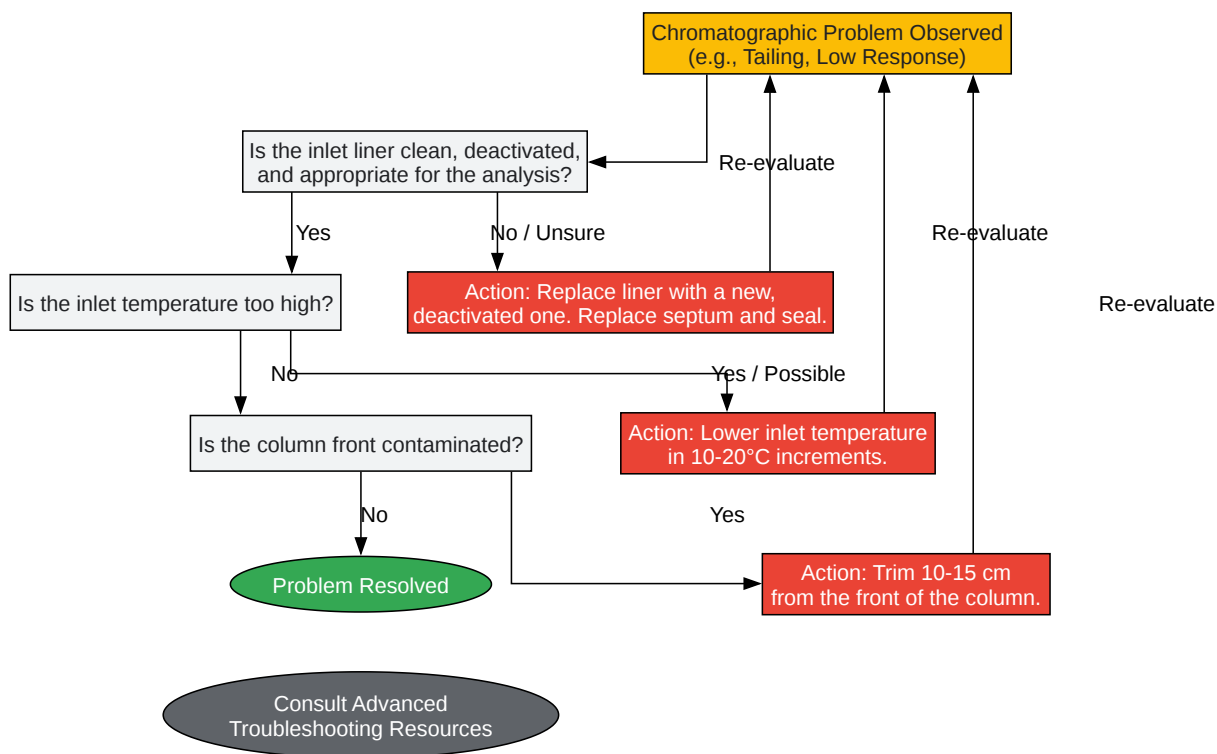 Chromatographic Problem Observed
(e.g., Tailing, Low Response)
Is the inlet liner clean, deactivated,
and appropriate for the analysis?
Re-evaluate
Yes
No / Unsure
Re-evaluate
Is the inlet temperature too high?
Action: Replace liner with a new,
deactivated one. Replace septum and seal.
Re-evaluate
No
Yes / Possible
Is the column front contaminated?
Action: Lower inlet temperature
in 10-20°C increments.
No
Yes
Problem Resolved
Action: Trim 10-15 cm
from the front of the column.
Consult Advanced
Troubleshooting Resources